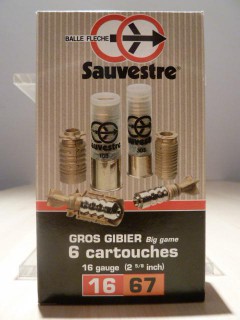 BALLE FLECHE
Sauvestre®
GROS GIBIER Big game
6 cartouches
16 gauge (2 5/8 inch)
16 67